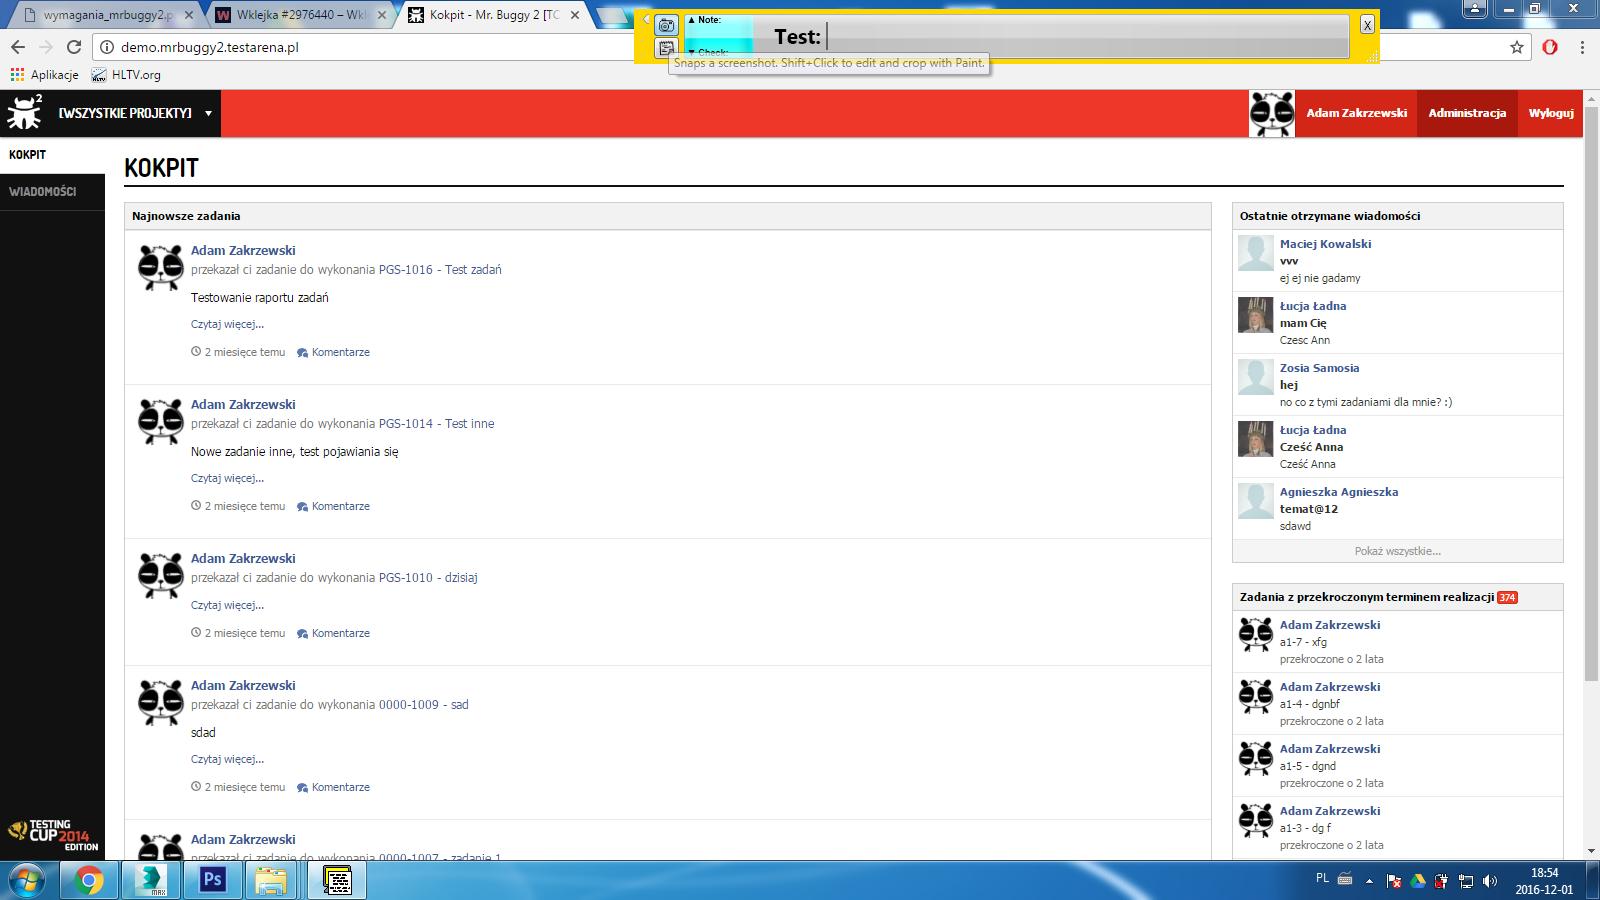 wymagania_mrbuggy2.p
Wklejka #2976440 – Wkl
Kokpit - Mr. Buggy 2 [TC
▲ Note:
Test:
▼ Check:
X
Snaps a screenshot. Shift+Click to edit and crop with Paint.
demo.mrbuggy2.testarena.pl
Aplikacje
HLTV.org
2
[WSZYSTKIE PROJEKTY]
Adam Zakrzewski
Administracja
Wyloguj
KOKPIT
WIADOMOŚCI
KOKPIT
Najnowsze zadania
Adam Zakrzewski
przekazał ci zadanie do wykonania PGS-1016 - Test zadań
Testowanie raportu zadań
Czytaj więcej...
2 miesięce temu Komentarze
Adam Zakrzewski
przekazał ci zadanie do wykonania PGS-1014 - Test inne
Nowe zadanie inne, test pojawiania się
Czytaj więcej...
2 miesięce temu Komentarze
Adam Zakrzewski
przekazał ci zadanie do wykonania PGS-1010 - dzisiaj
Czytaj więcej...
2 miesięce temu Komentarze
Adam Zakrzewski
przekazał ci zadanie do wykonania 0000-1009 - sad
sdad
Czytaj więcej...
2 miesięce temu Komentarze
Adam Zakrzewski
przekazał ci zadanie do wykonania 0000-1007 - zadanie 1
Ostatnie otrzymane wiadomości
Maciej Kowalski
vvv
ej ej nie gadamy
Łucja Ładna
mam Cię
Czesc Ann
Zosia Samosia
hej
no co z tymi zadaniami dla mnie? :)
Łucja Ładna
Cześć Anna
Cześć Anna
Agnieszka Agnieszka
temat@12
sdawd
Pokaż wszystkie...
Zadania z przekroczonym terminem realizacji 374
Adam Zakrzewski
a1-7 - xfg
przekroczone o 2 lata
Adam Zakrzewski
a1-4 - dgnbf
przekroczone o 2 lata
Adam Zakrzewski
a1-5 - dgnd
przekroczone o 2 lata
Adam Zakrzewski
a1-3 - dg f
przekroczone o 2 lata
TESTING
CUP 2014
EDITION
MAX
Ps
PL
18:54
2016-12-01